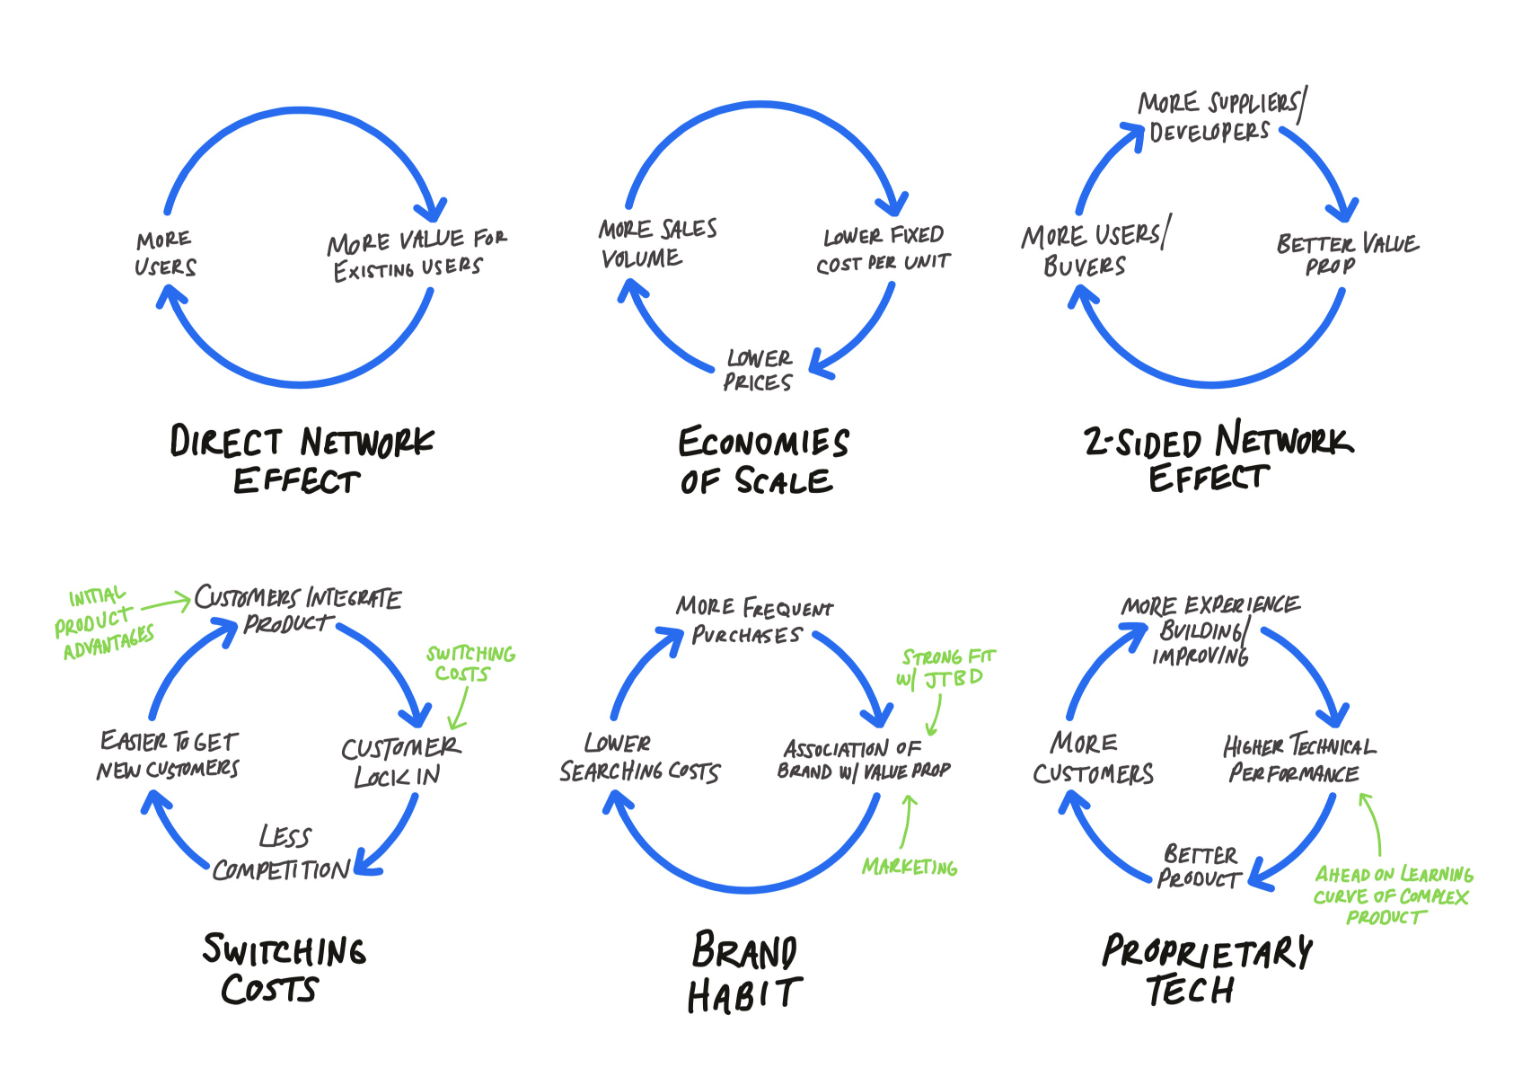 MORE
USERS
MORE VALUE FOR
EXISTING USERS
DIRECT NETWORK
EFFECT
MORE SALES
VOLUME
LOWER FIXED
COST PER UNIT
LOWER
PRICES
ECONOMIES
OF SCALE
MORE SUPPLIERS/
DEVELOPERS
MORE USERS/
BUYERS
BETTER VALUE
PROP
2-SIDED NETWORK
EFFECT
INITIAL
PRODUCT
ADVANTAGES
CUSTOMERS INTEGRATE
PRODUCT
SWITCHING
COSTS
EASIER TO GET
NEW CUSTOMERS
CUSTOMER
LOCK IN
LESS
COMPETITION
SWITCHING
COSTS
MORE FREQUENT
PURCHASES
STRONG FIT
W/ JTBD
LOWER
SEARCHING COSTS
ASSOCIATION OF
BRAND W/ VALUE PROP
MARKETING
BRAND
HABIT
MORE EXPERIENCE
BUILDING/
IMPROVING
MORE
CUSTOMERS
HIGHER TECHNICAL
PERFORMANCE
BETTER
PRODUCT
AHEAD ON LEARNING
CURVE OF COMPLEX
PRODUCT
PROPRIETARY
TECH